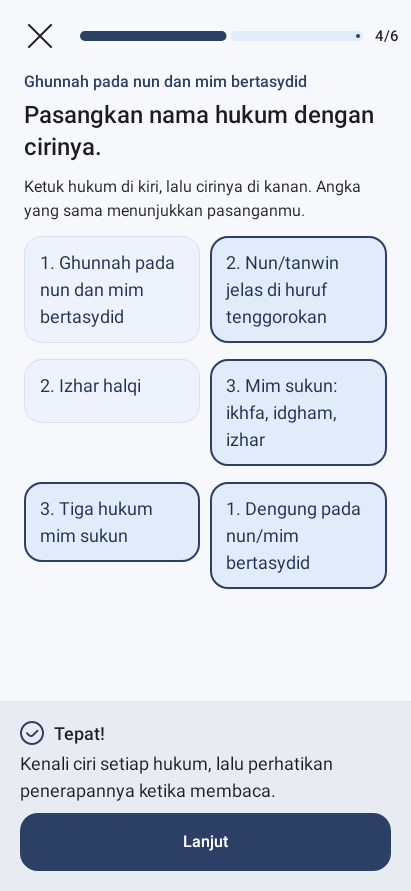 4/6
Ghunnah pada nun dan mim bertasydid
Pasangkan nama hukum dengan
cirinya.
Ketuk hukum di kiri, lalu cirinya di kanan. Angka
yang sama menunjukkan pasanganmu.
1. Ghunnah pada
nun dan mim
bertasydid
2. Nun/tanwin
jelas di huruf
tenggorokan
2. Izhar halqi
3. Mim sukun:
ikhfa, idgham,
izhar
3. Tiga hukum
mim sukun
1. Dengung pada
nun/mim
bertasydid
Tepat!
Kenali ciri setiap hukum, lalu perhatikan
penerapannya ketika membaca.
Lanjut